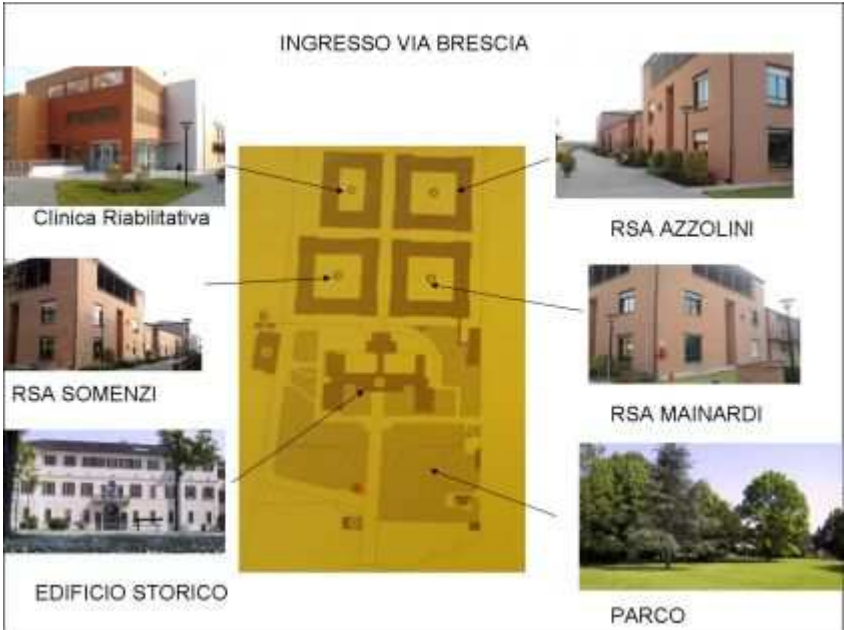 INGRESSO VIA BRESCIA
Clinica Riabilitativa
RSA AZZOLINI
RSA SOMENZI
RSA MAINARDI
EDIFICIO STORICO
PARCO